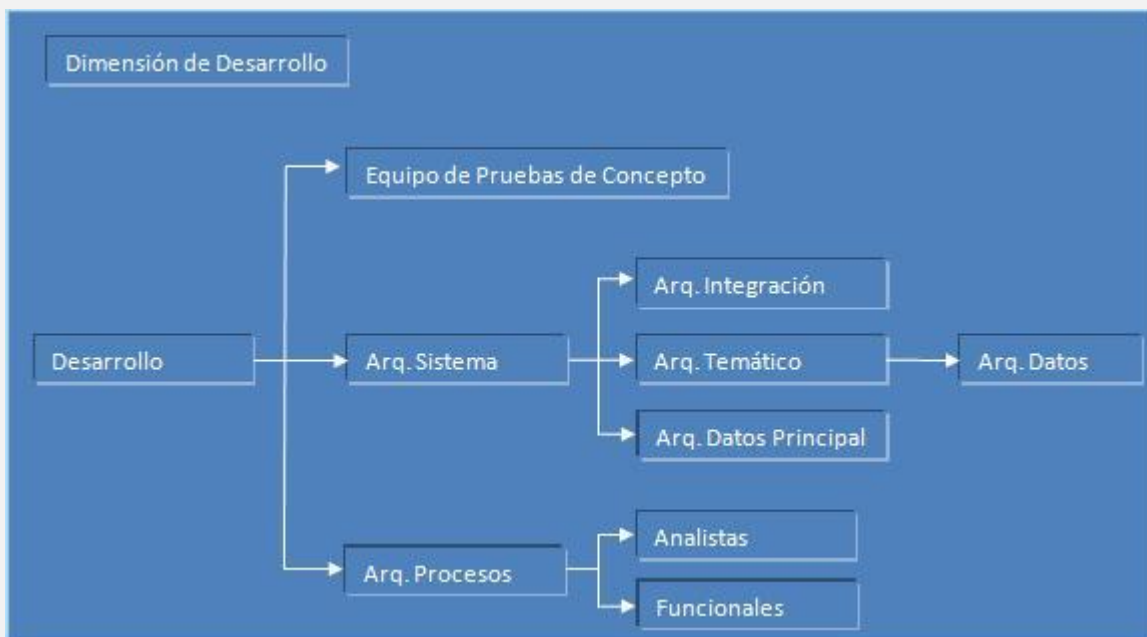 Dimensión de Desarrollo
Equipo de Pruebas de Concepto
Arq. Integración
Desarrollo
Arq. Sistema
Arq. Temático
Arq. Datos
Arq. Datos Principal
Analistas
Arq. Procesos
Funcionales